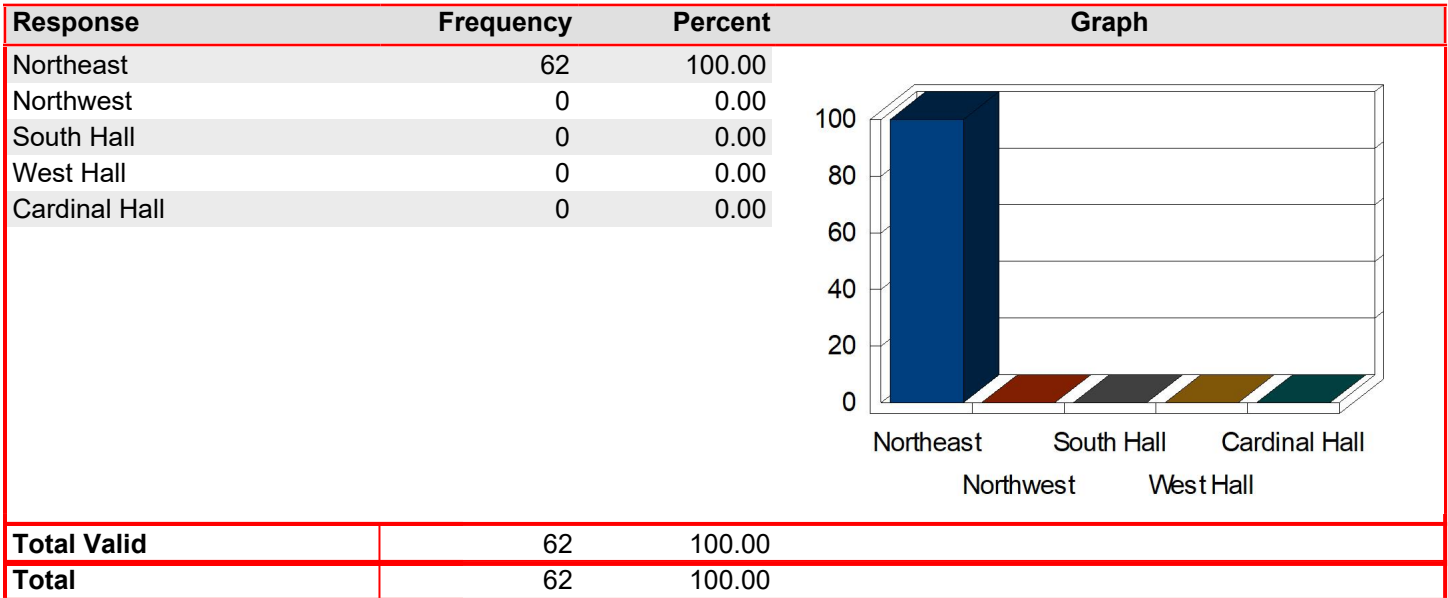 Response Frequency Percent Graph
Northeast 62 100.00
Northwest 0 0.00
South Hall 0 0.00
West Hall 0 0.00
Cardinal Hall 0 0.00
100
80
60
40
20
0
Northeast South Hall Cardinal Hall
Northwest West Hall
Total Valid 62 100.00
Total 62 100.00